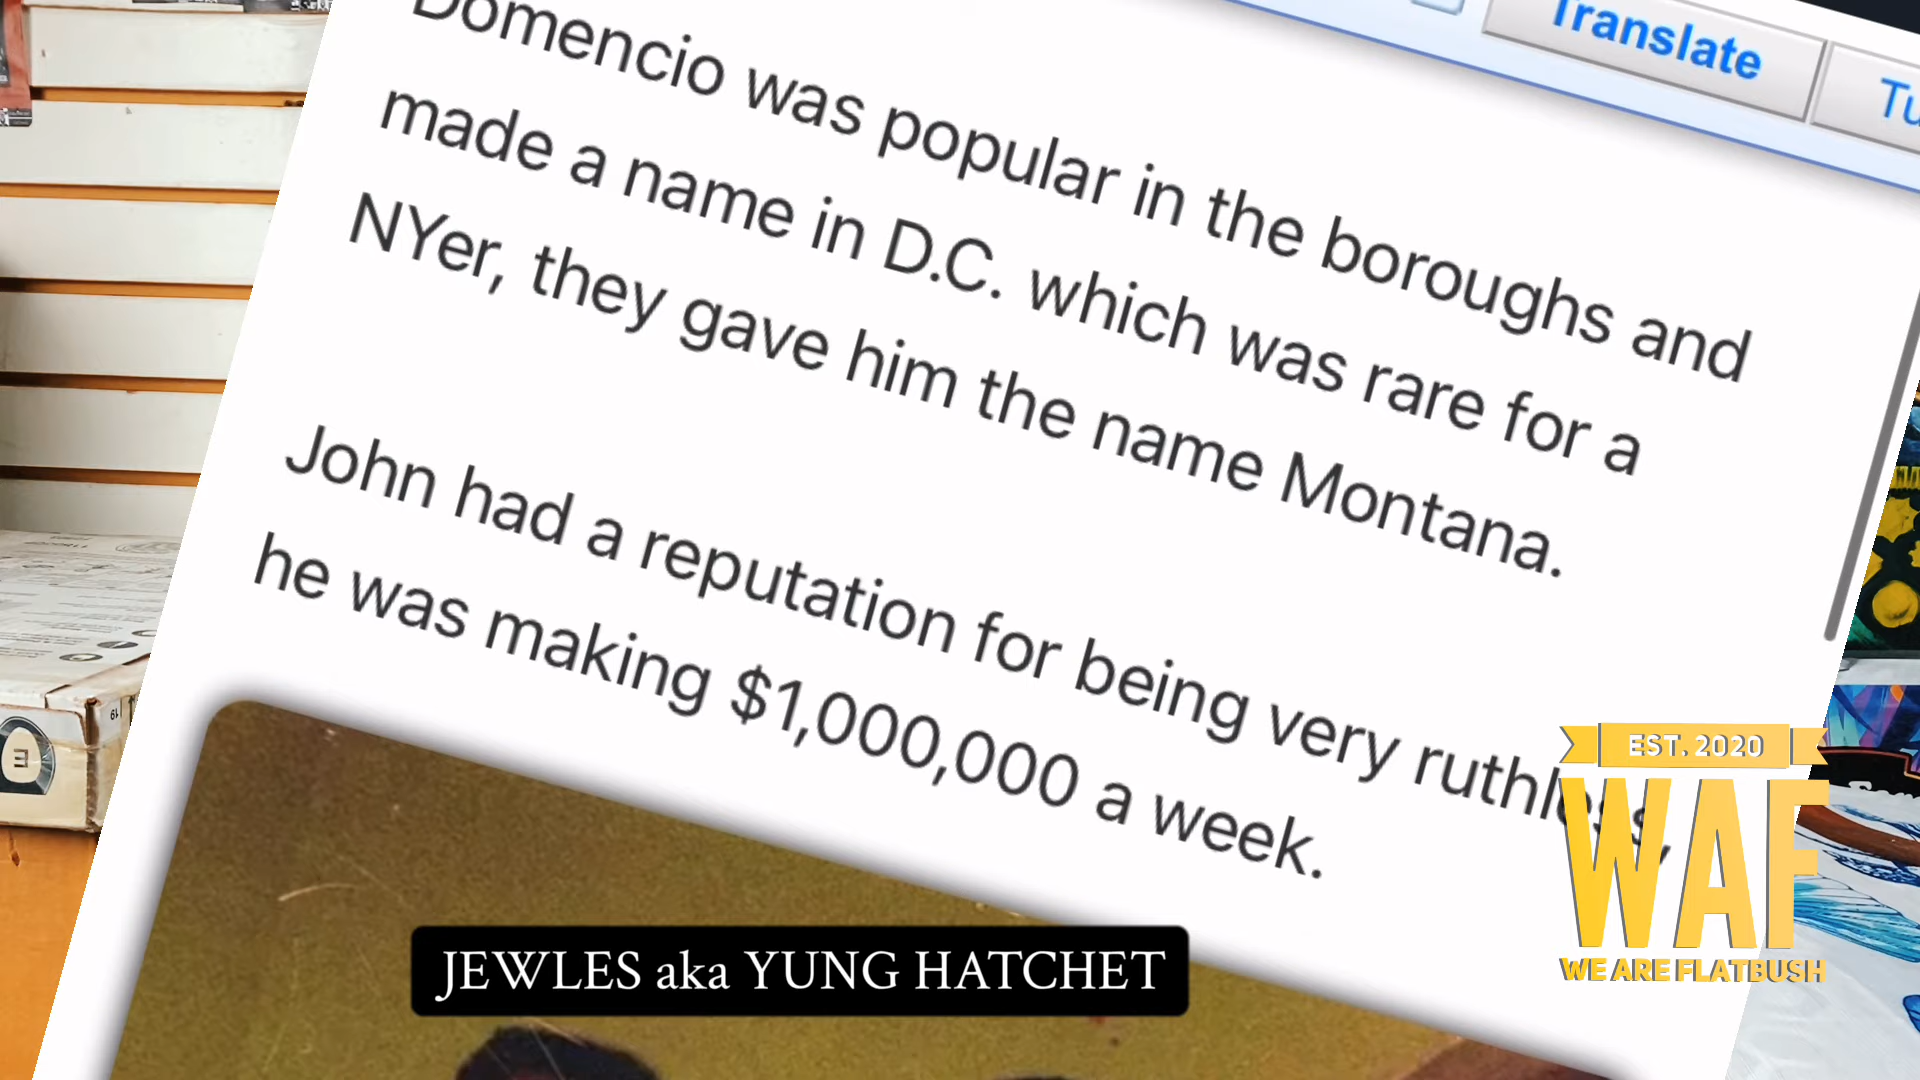 Translate
Domencio was popular in the boroughs and
made a name in D.C. which was rare for a
NYer, they gave him the name Montana.
John had a reputation for being very ruthless,
he was making $1,000,000 a week.
EST. 2020
WAF
WE ARE FLATBUSH
JEWLES aka YUNG HATCHET